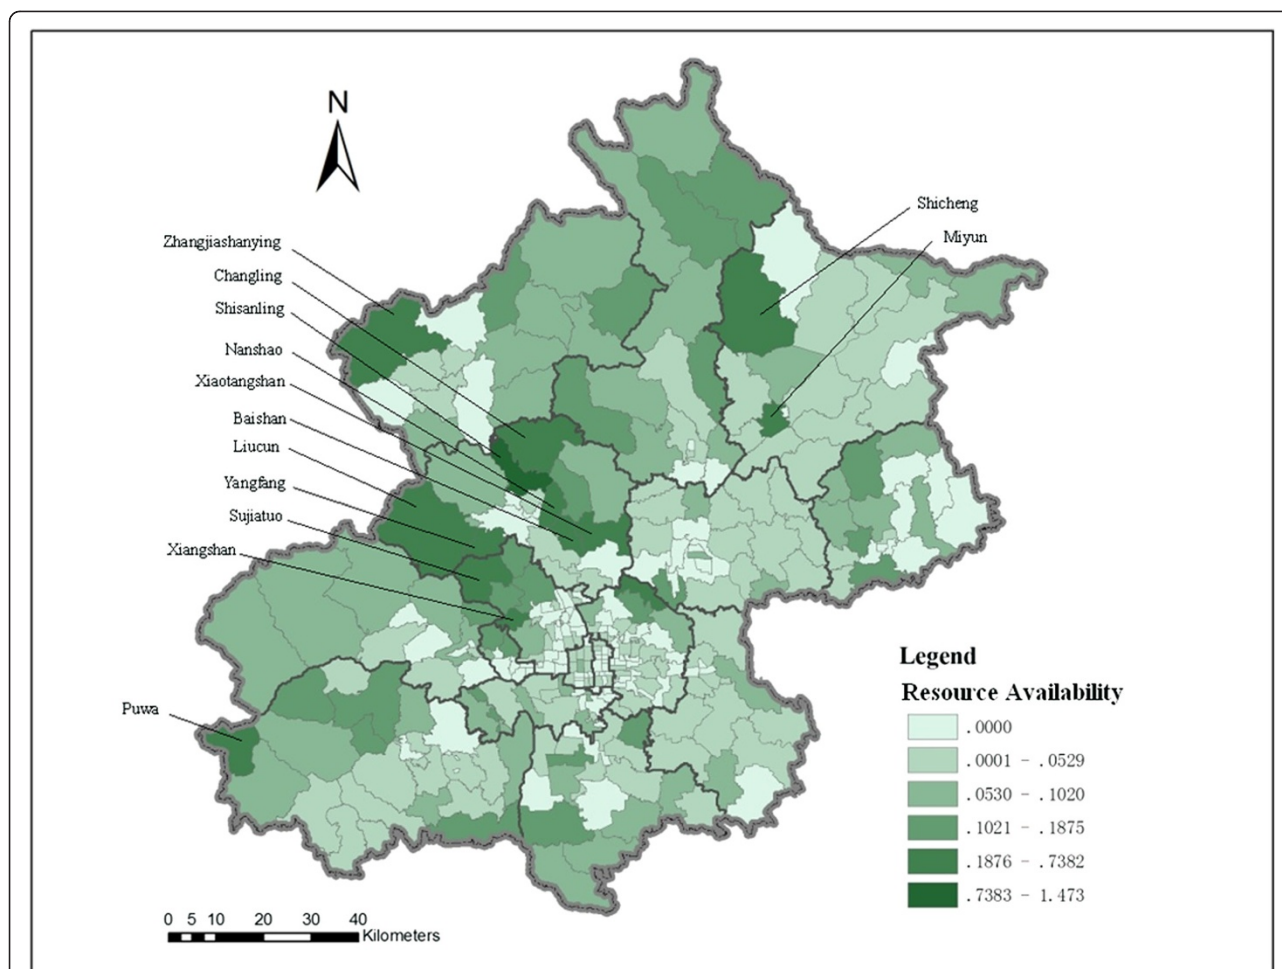 N
Shicheng
Miyun
Zhangjiashanying
Changling
Shisanling
Nanshao
Xiaotangshan
Baishan
Liucun
Yangfang
Sujiatuo
Xiangshan
Puwa
Legend
Resource Availability
.0000
.0001 - .0529
.0530 - .1020
.1021 - .1875
.1876 - .7382
.7383 - 1.473
0 5 10 20 30 40
Kilometers